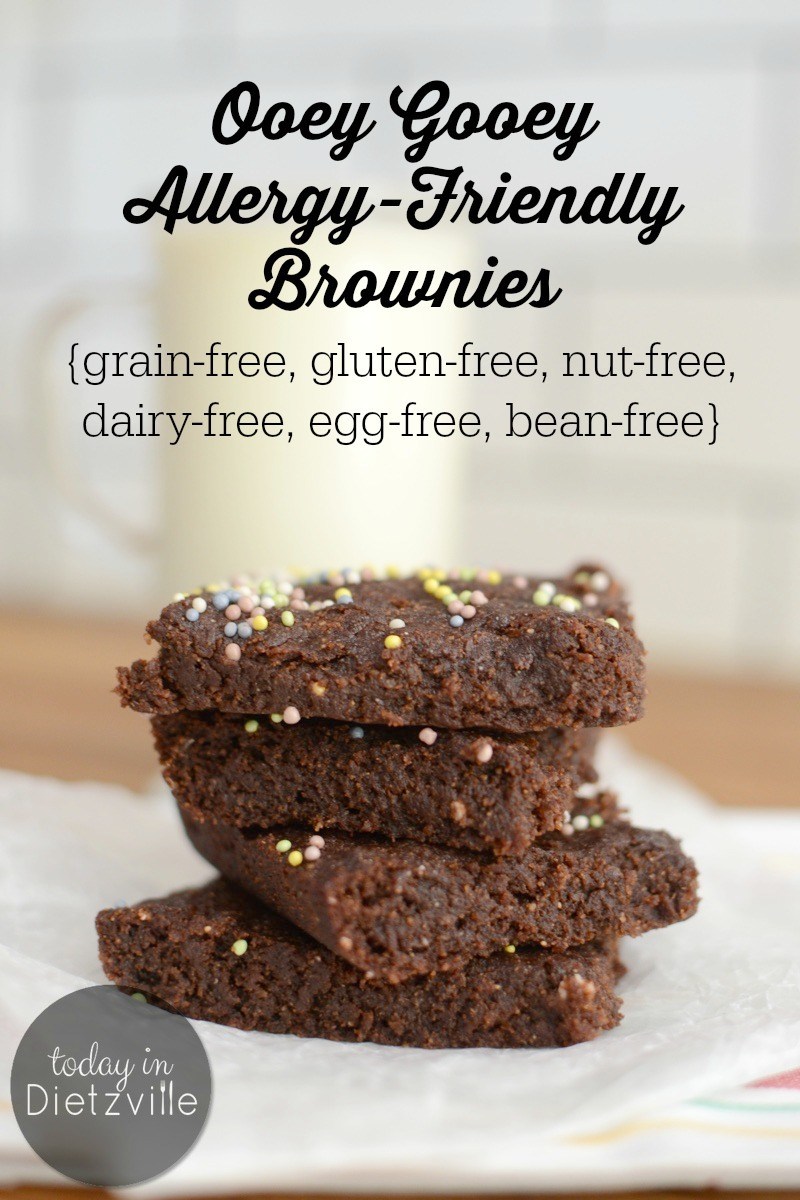 Ooey Gooey
Allergy-Friendly
Brownies
{grain-free, gluten-free, nut-free,
dairy-free, egg-free, bean-free}
today in
Dietzville